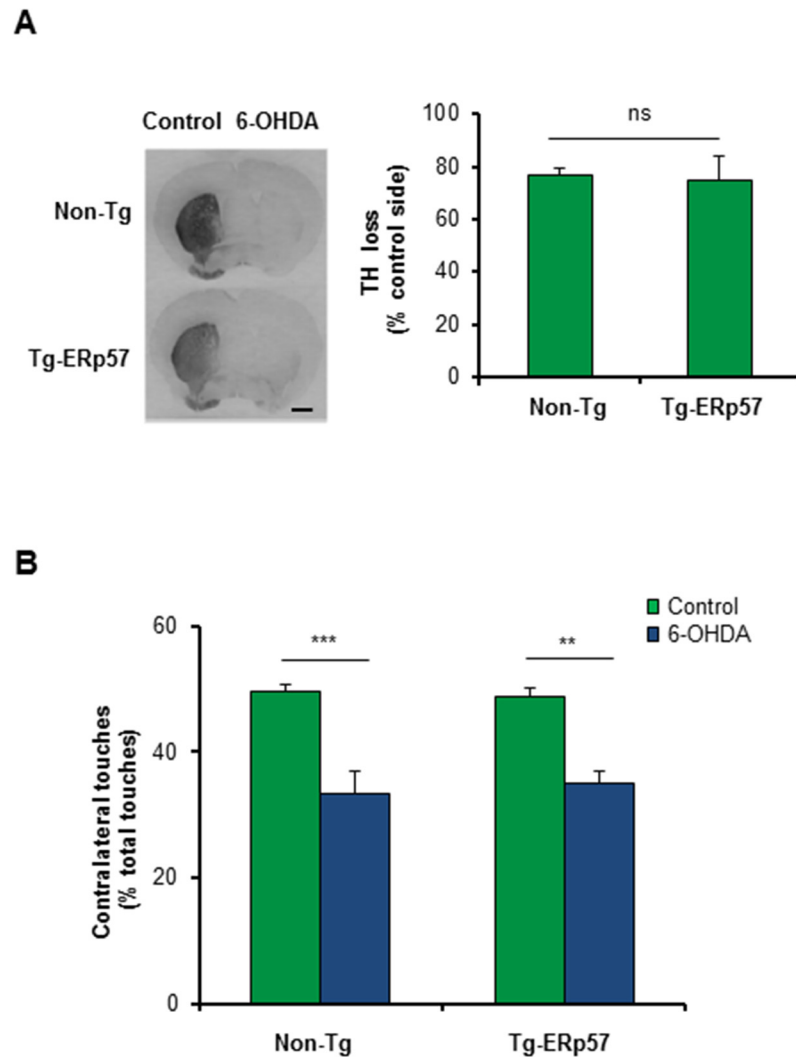 A
Control 6-OHDA
Non-Tg
Tg-ERp57
TH loss
(% control side)
100
80
60
40
20
0
ns
Non-Tg Tg-ERp57
B
Contralateral touches
(% total touches)
60
40
20
0
*** **
Control
6-OHDA
Non-Tg Tg-ERp57